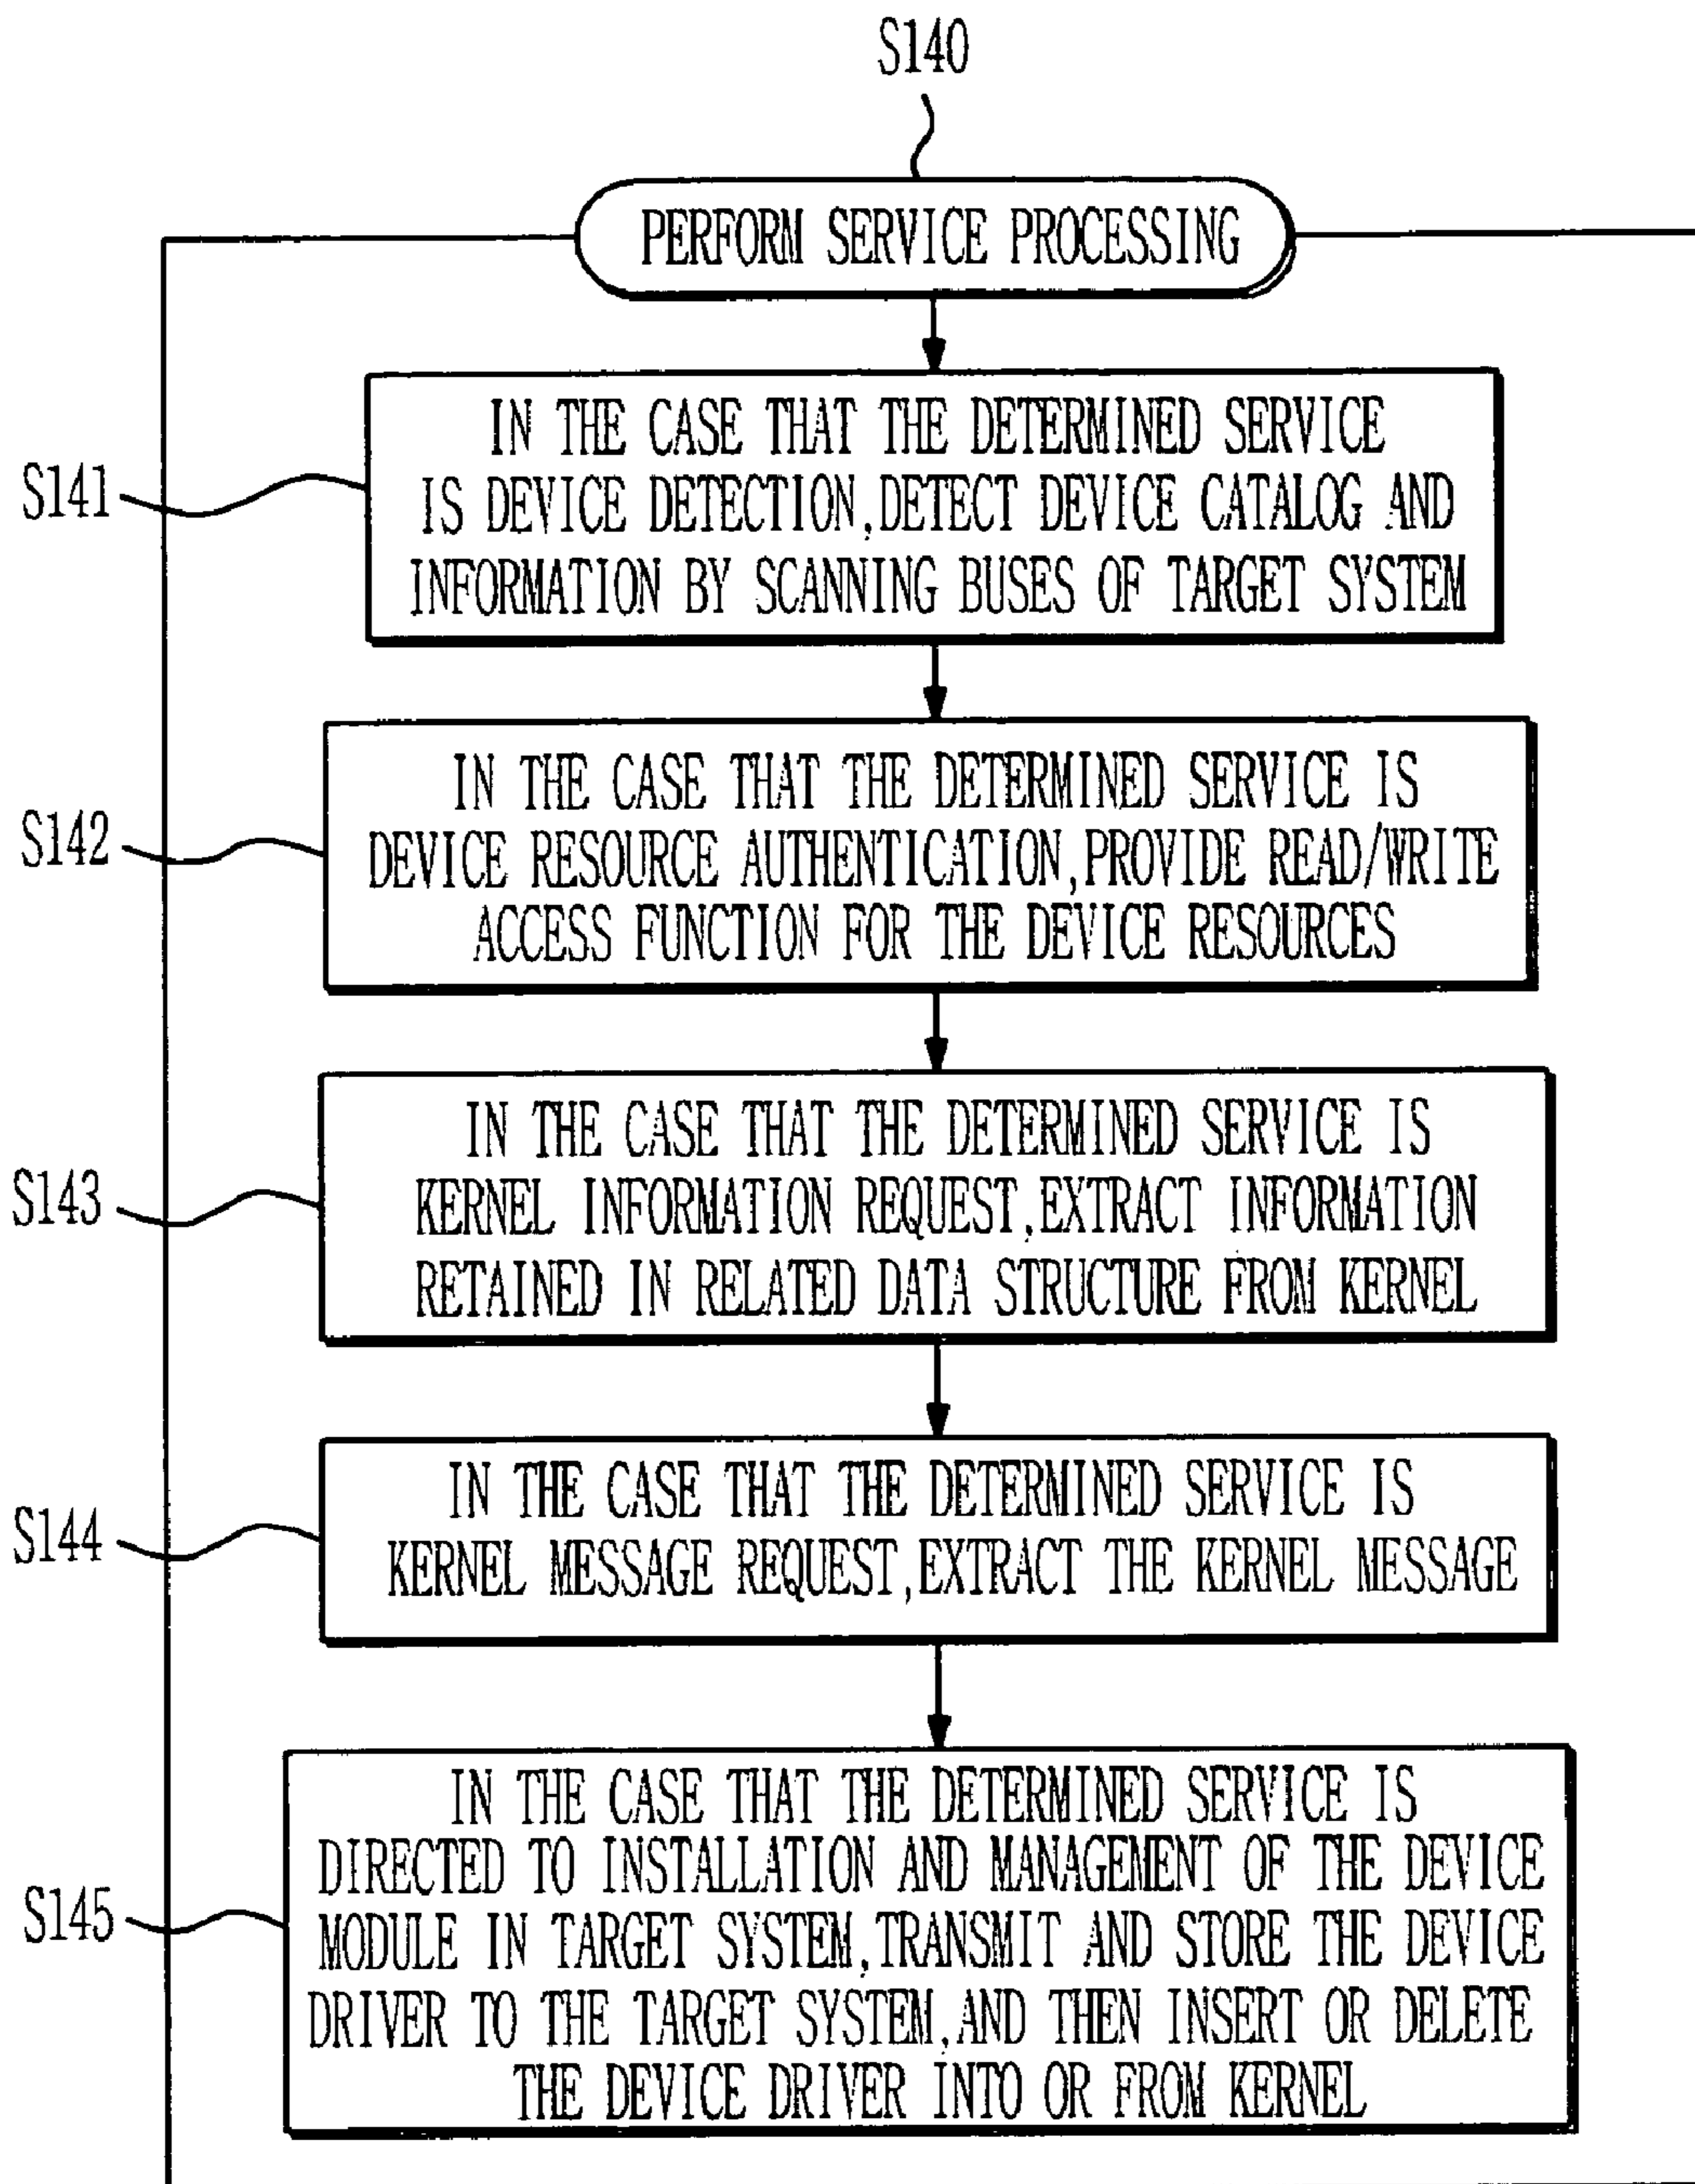 S140
PERFORM SERVICE PROCESSING
S141
IN THE CASE THAT THE DETERMINED SERVICE
IS DEVICE DETECTION, DETECT DEVICE CATALOG AND
INFORMATION BY SCANNING BUSES OF TARGET SYSTEM
S142
IN THE CASE THAT THE DETERMINED SERVICE IS
DEVICE RESOURCE AUTHENTICATION, PROVIDE READ/WRITE
ACCESS FUNCTION FOR THE DEVICE RESOURCES
S143
IN THE CASE THAT THE DETERMINED SERVICE IS
KERNEL INFORMATION REQUEST, EXTRACT INFORMATION
RETAINED IN RELATED DATA STRUCTURE FROM KERNEL
S144
IN THE CASE THAT THE DETERMINED SERVICE IS
KERNEL MESSAGE REQUEST, EXTRACT THE KERNEL MESSAGE
S145
IN THE CASE THAT THE DETERMINED SERVICE IS
DIRECTED TO INSTALLATION AND MANAGEMENT OF THE DEVICE
MODULE IN TARGET SYSTEM, TRANSMIT AND STORE THE DEVICE
DRIVER TO THE TARGET SYSTEM, AND THEN INSERT OR DELETE
THE DEVICE DRIVER INTO OR FROM KERNEL